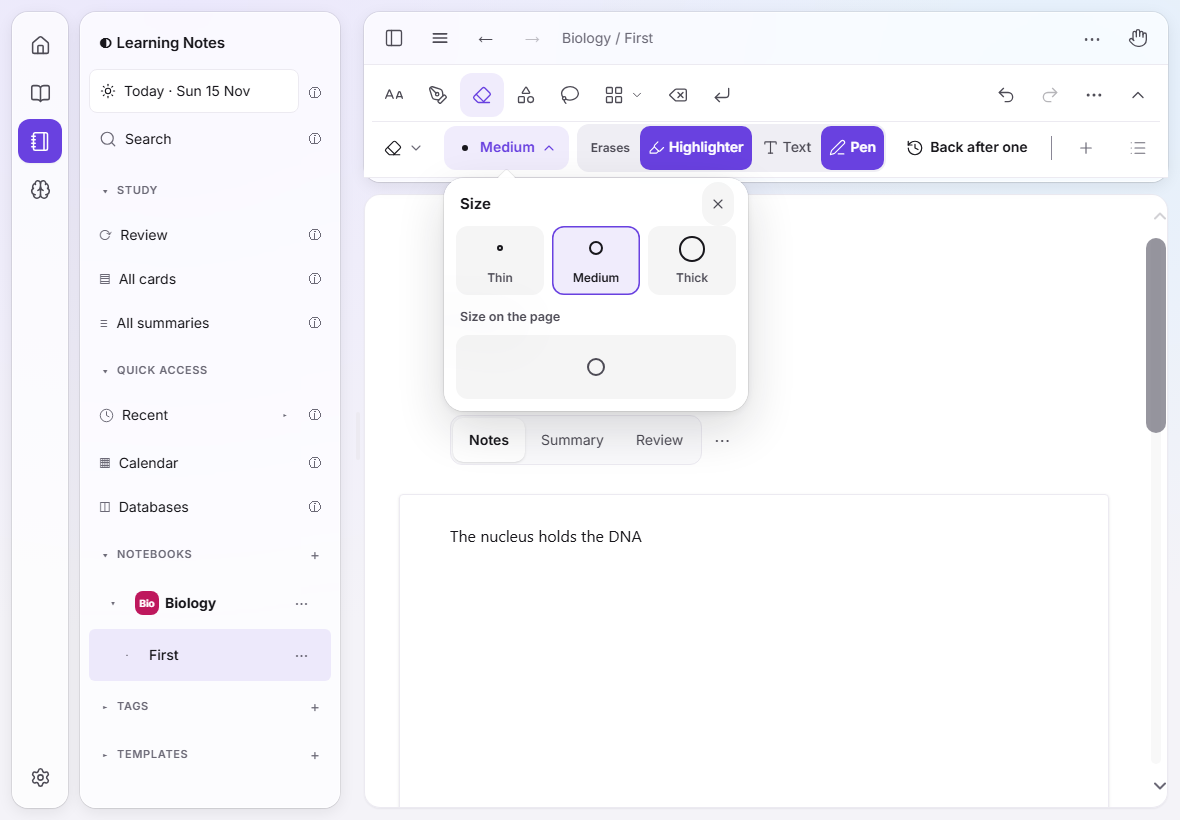 Learning Notes
Today · Sun 15 Nov
Search
STUDY
Review
All cards
All summaries
QUICK ACCESS
Recent
Calendar
Databases
NOTEBOOKS
Bio Biology
First
TAGS
TEMPLATES
Biology / First
AA
Medium
Erases Highlighter Text Pen
Back after one
Size
Thin Medium Thick
Size on the page
Notes Summary Review
The nucleus holds the DNA